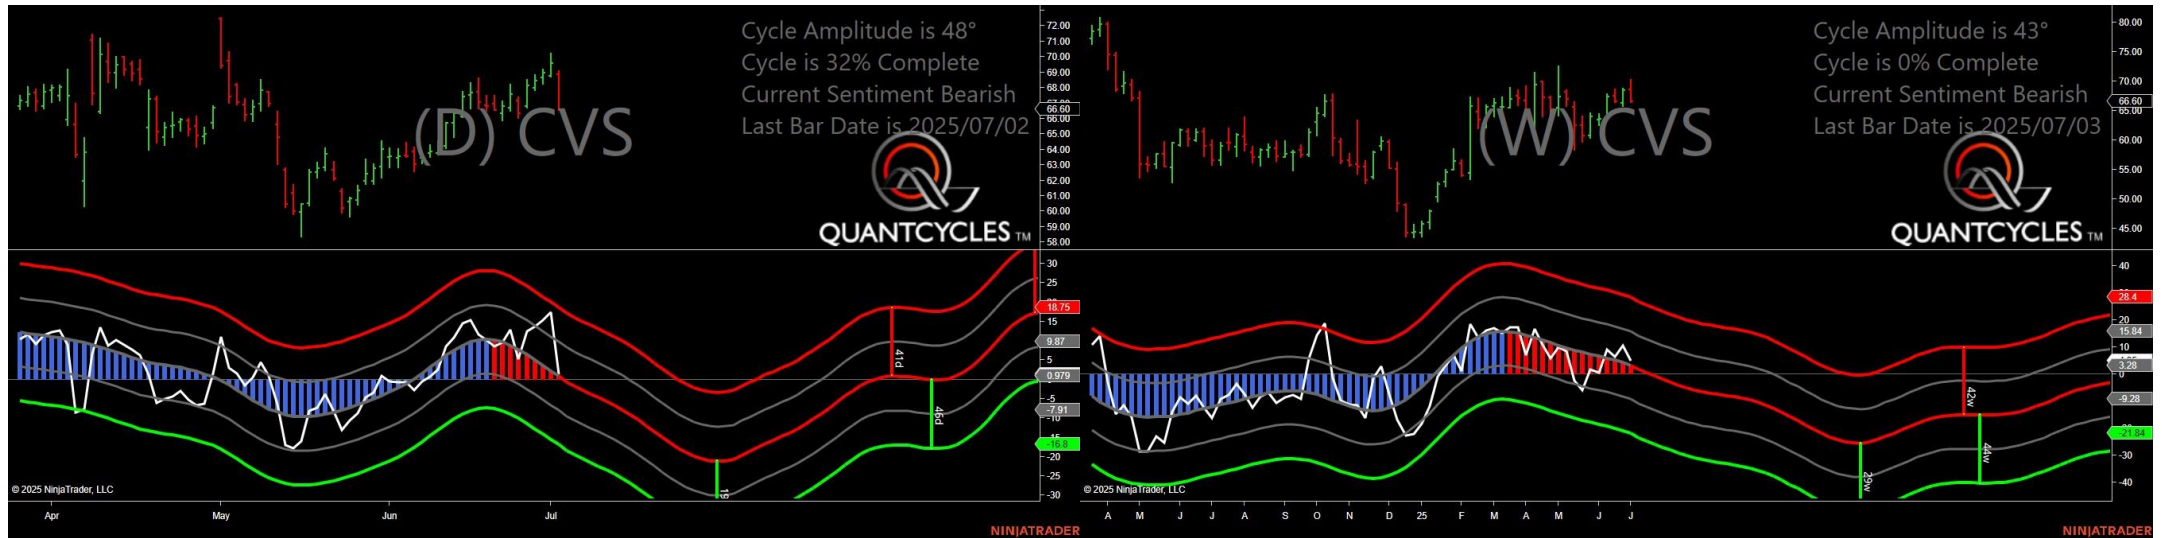 Cycle Amplitude is 48°
Cycle is 32% Complete
Current Sentiment Bearish
Last Bar Date is 2025/07/02
(D) CVS
QUANTCYCLES TM
72.00
71.00
70.00
69.00
68.00
66.60
66.00
65.00
64.00
63.00
62.00
61.00
60.00
59.00
58.00
30
25
18.75
15
9.87
5
0.979
-5
-7.91
-16.8
-20
-25
-30
41d
46d
19
© 2025 NinjaTrader, LLC
Apr May Jun Jul
NINJATRADER
Cycle Amplitude is 43°
Cycle is 0% Complete
Current Sentiment Bearish
Last Bar Date is 2025/07/03
(W) CVS
QUANTCYCLES TM
80.00
75.00
70.00
66.60
60.00
55.00
50.00
45.00
40
28.4
20
15.84
10
3.28
0
-9.28
-21.84
-30
-40
42w
44w
29w
© 2025 NinjaTrader, LLC
A M J J A S O N D 25 F M A M J J
NINJATRADER